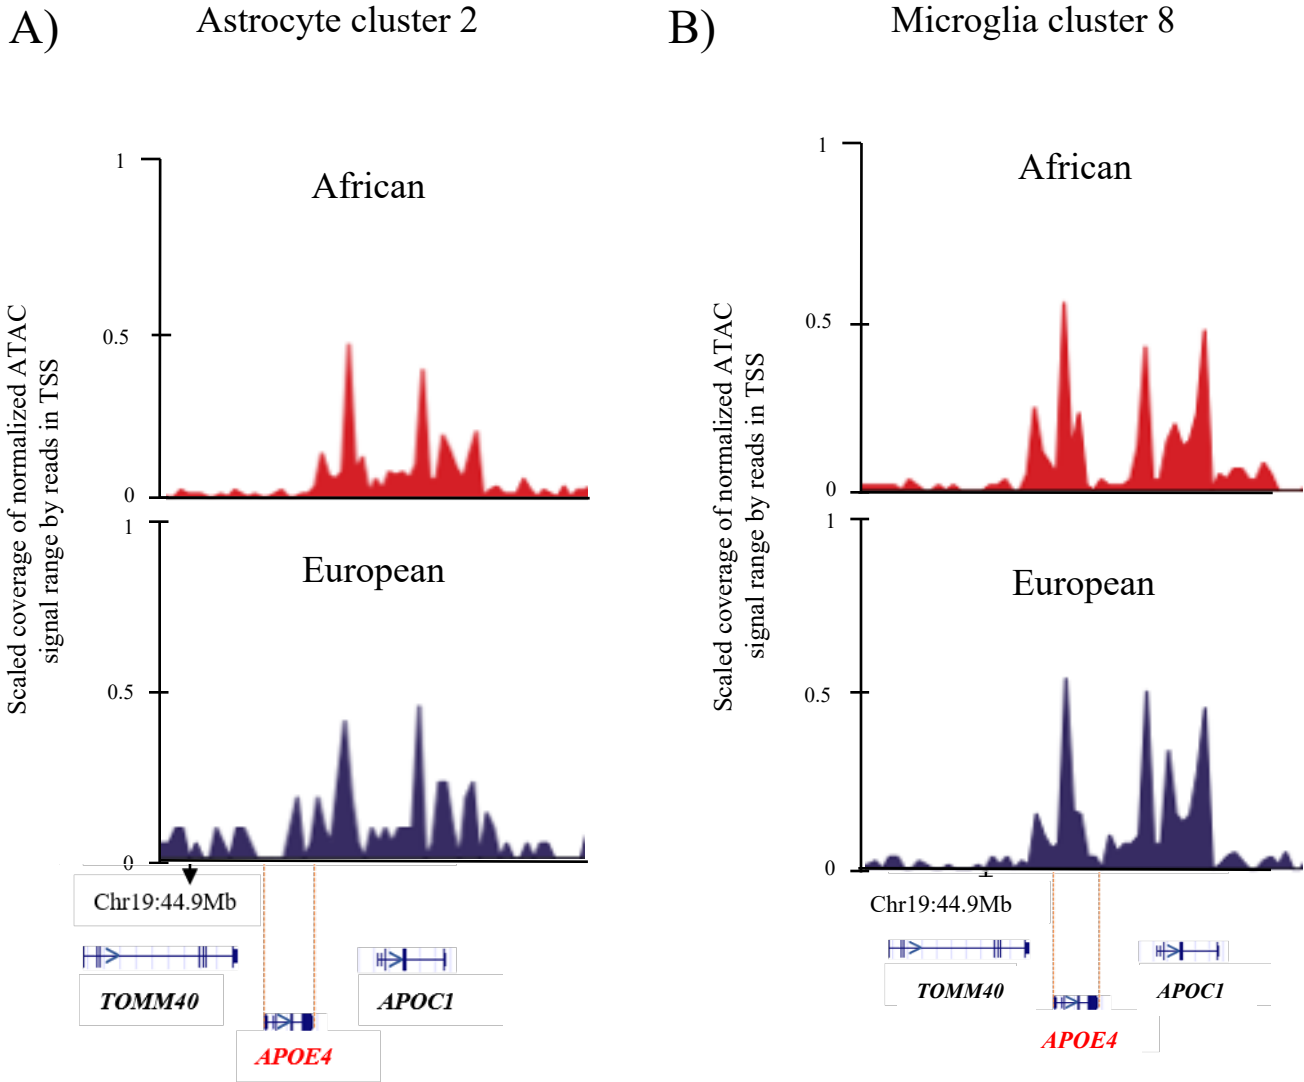 A)
Astrocyte cluster 2
Scaled coverage of normalized ATAC
signal range by reads in TSS
1
African
0.5
0
1
European
0.5
0
Chr19:44.9Mb
TOMM40
APOC1
APOE4
B)
Microglia cluster 8
Scaled coverage of normalized ATAC
signal range by reads in TSS
1
African
0.5
0
1
European
0.5
0
Chr19:44.9Mb
TOMM40
APOC1
APOE4